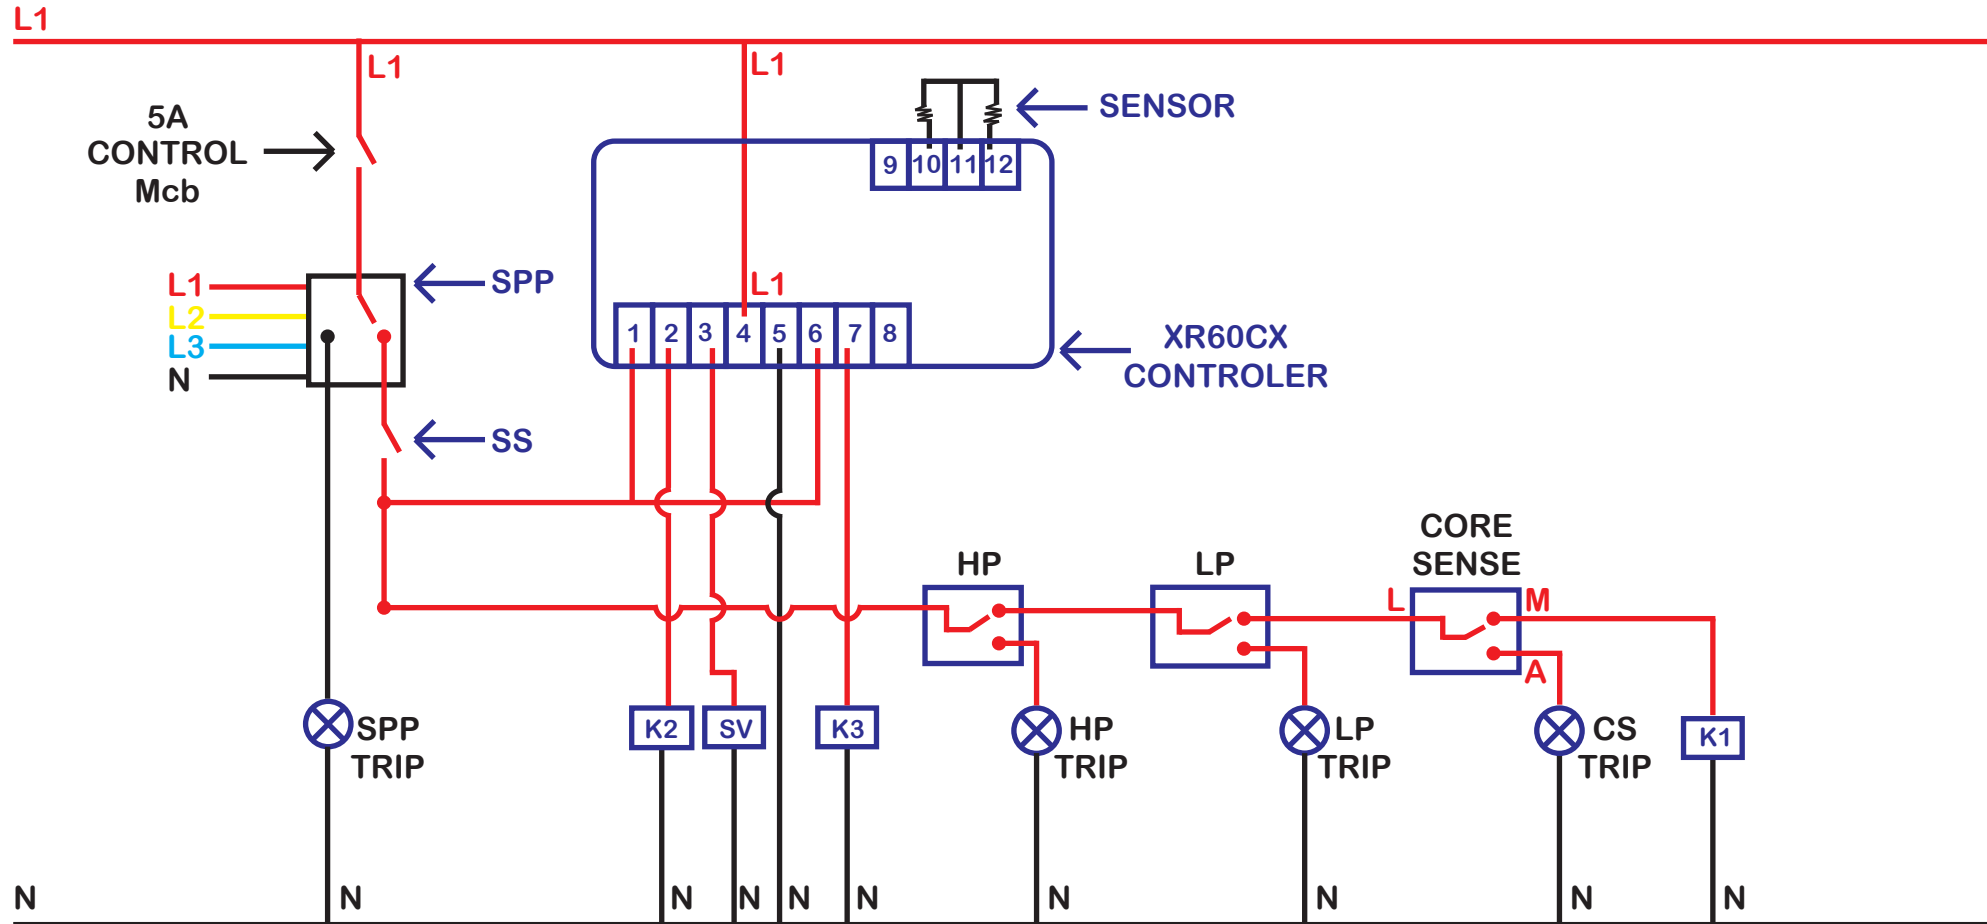 L1
L1
L1
5A
CONTROL
Mcb
SENSOR
9 10 11 12
SPP
L1
L2
L3
N
L1
1 2 3 4 5 6 7 8
XR60CX
CONTROLER
SS
HP
LP
CORE
SENSE
L
M
A
SPP
TRIP
K2
SV
K3
HP
TRIP
LP
TRIP
CS
TRIP
K1
N
N
N
N
N
N
N
N
N
N